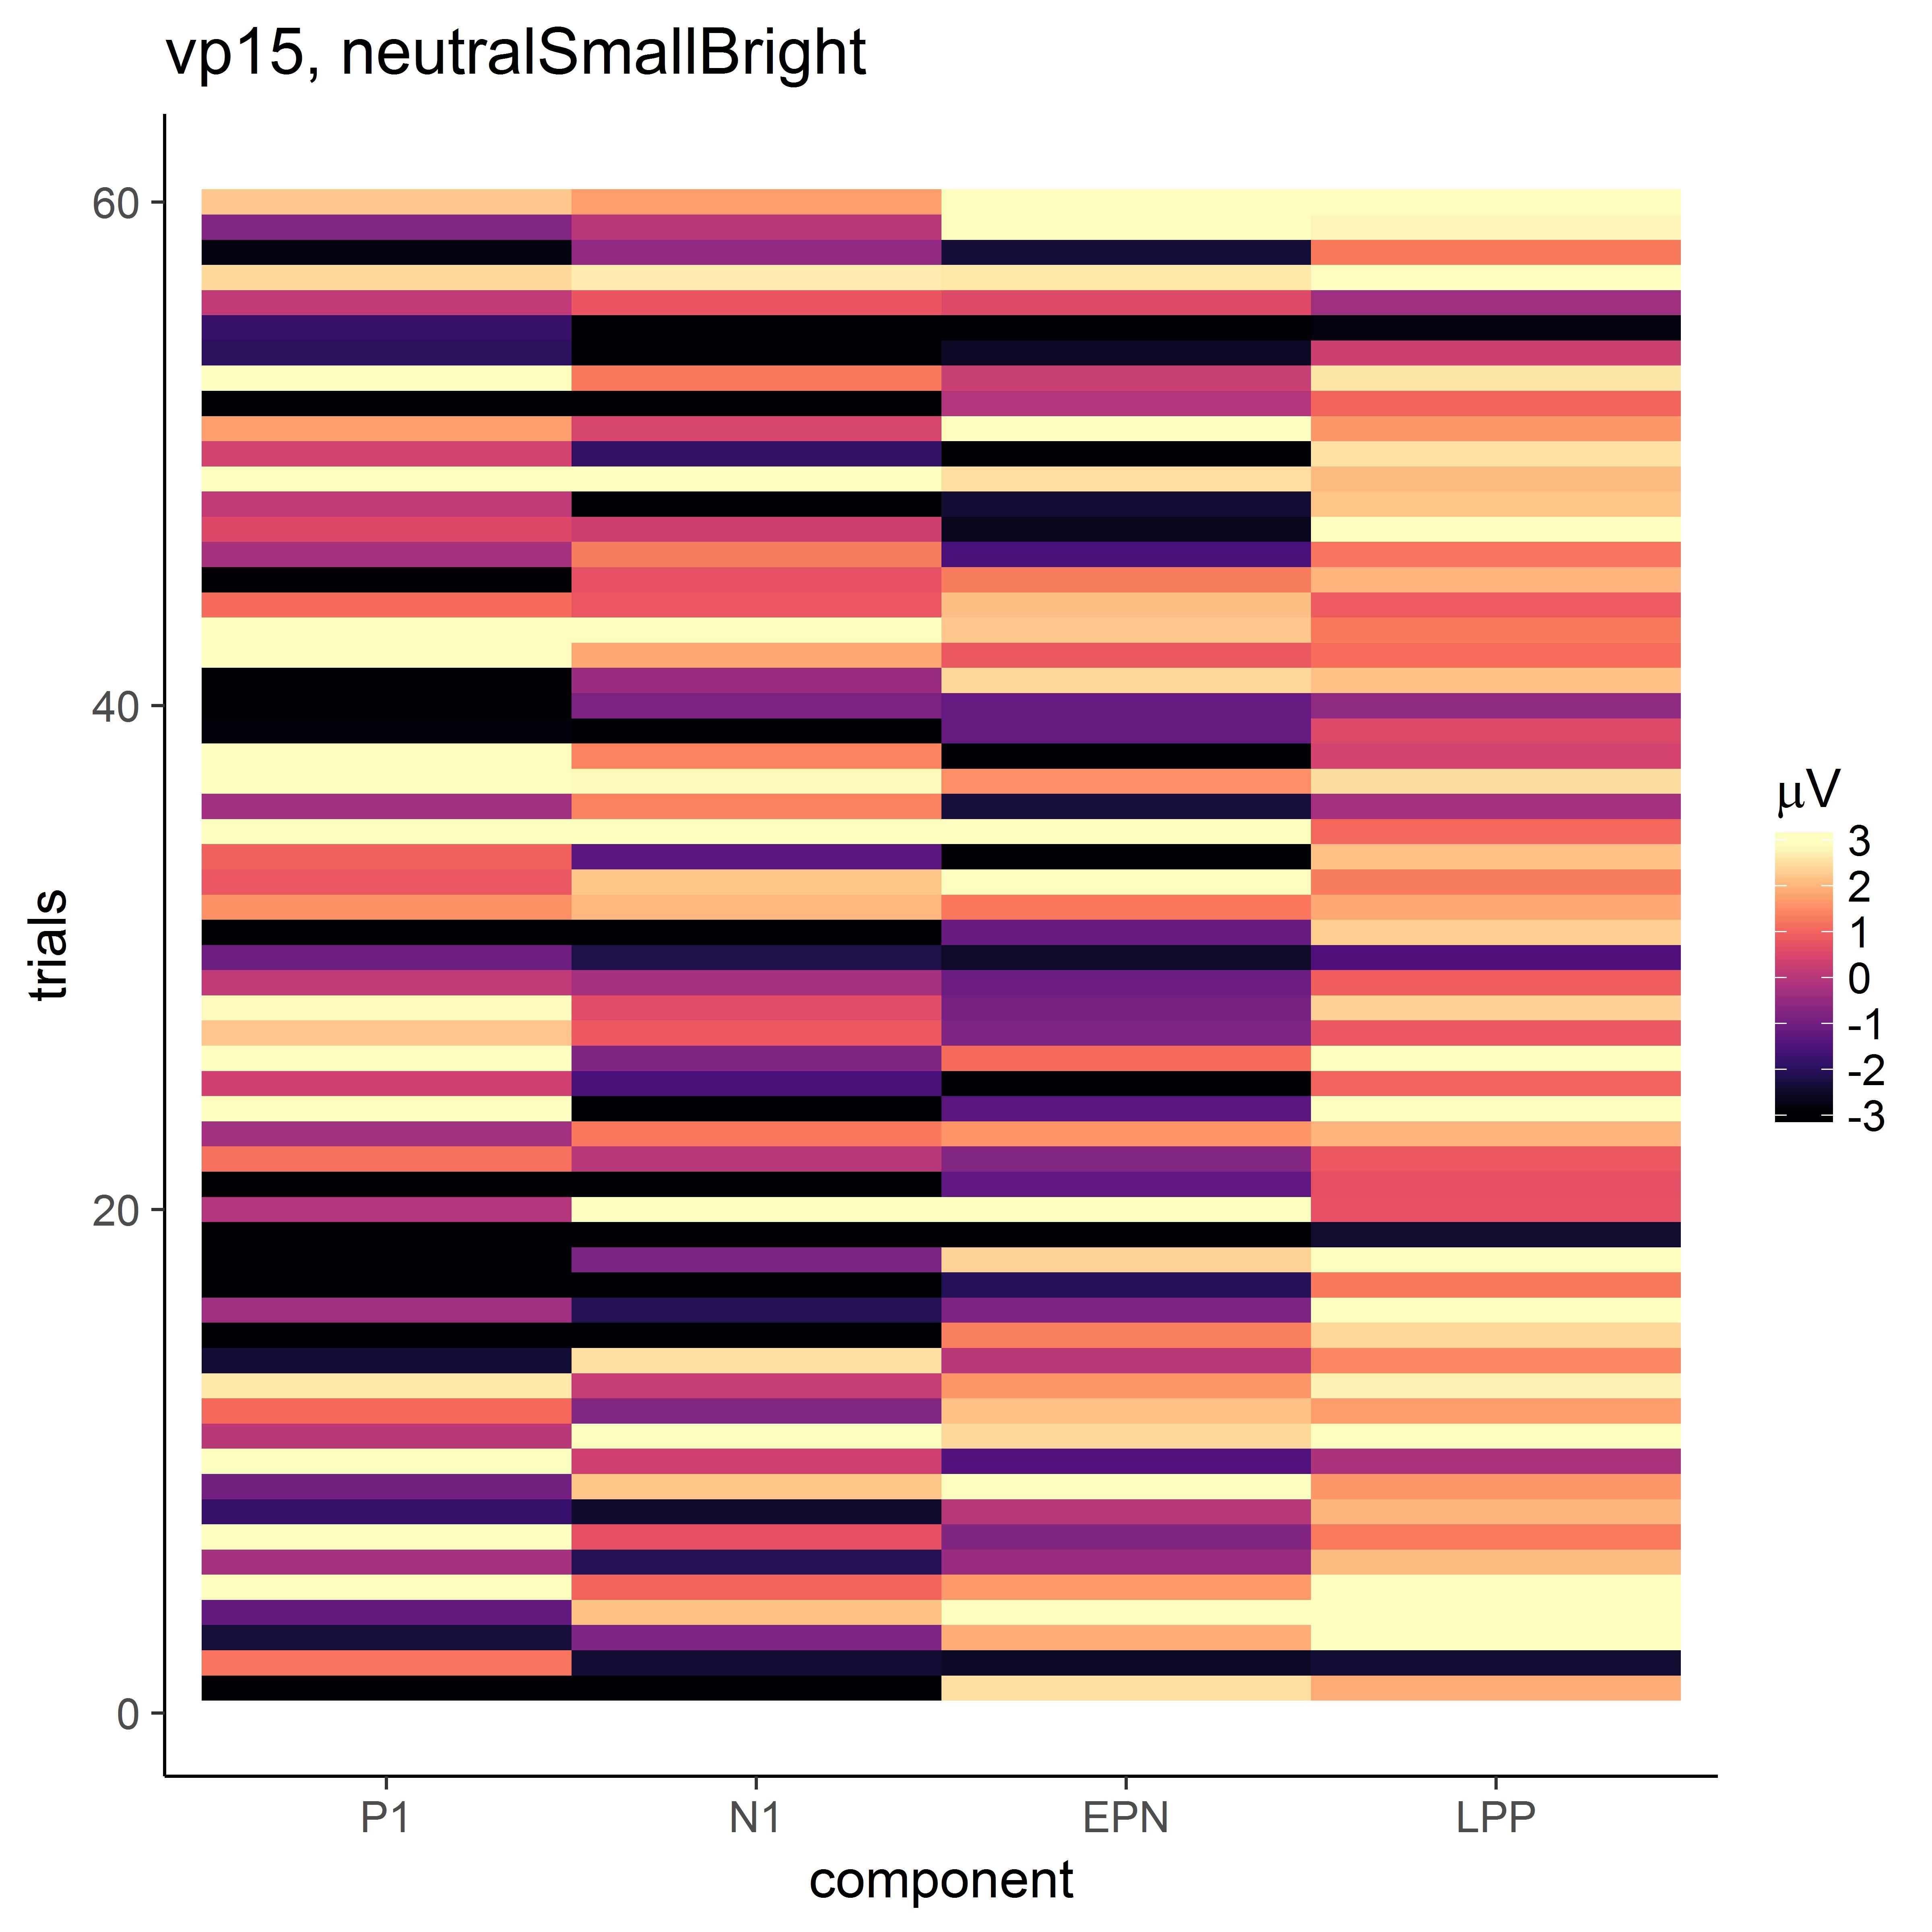 vp15, neutralSmallBright
60
40
20
0
trials
P1 N1 EPN LPP
component
μV
3
2
1
0
-1
-2
-3